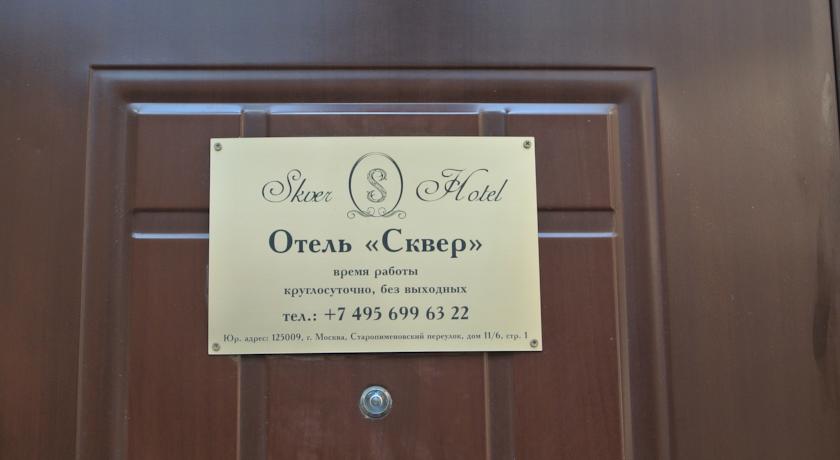 Skver S Hotel
Отель «Сквер»
время работы
круглосуточно, без выходных
тел.: +7 495 699 63 22
Юр. адрес: 125009, г. Москва, Старопименовский переулок, дом 11/6, стр. 1